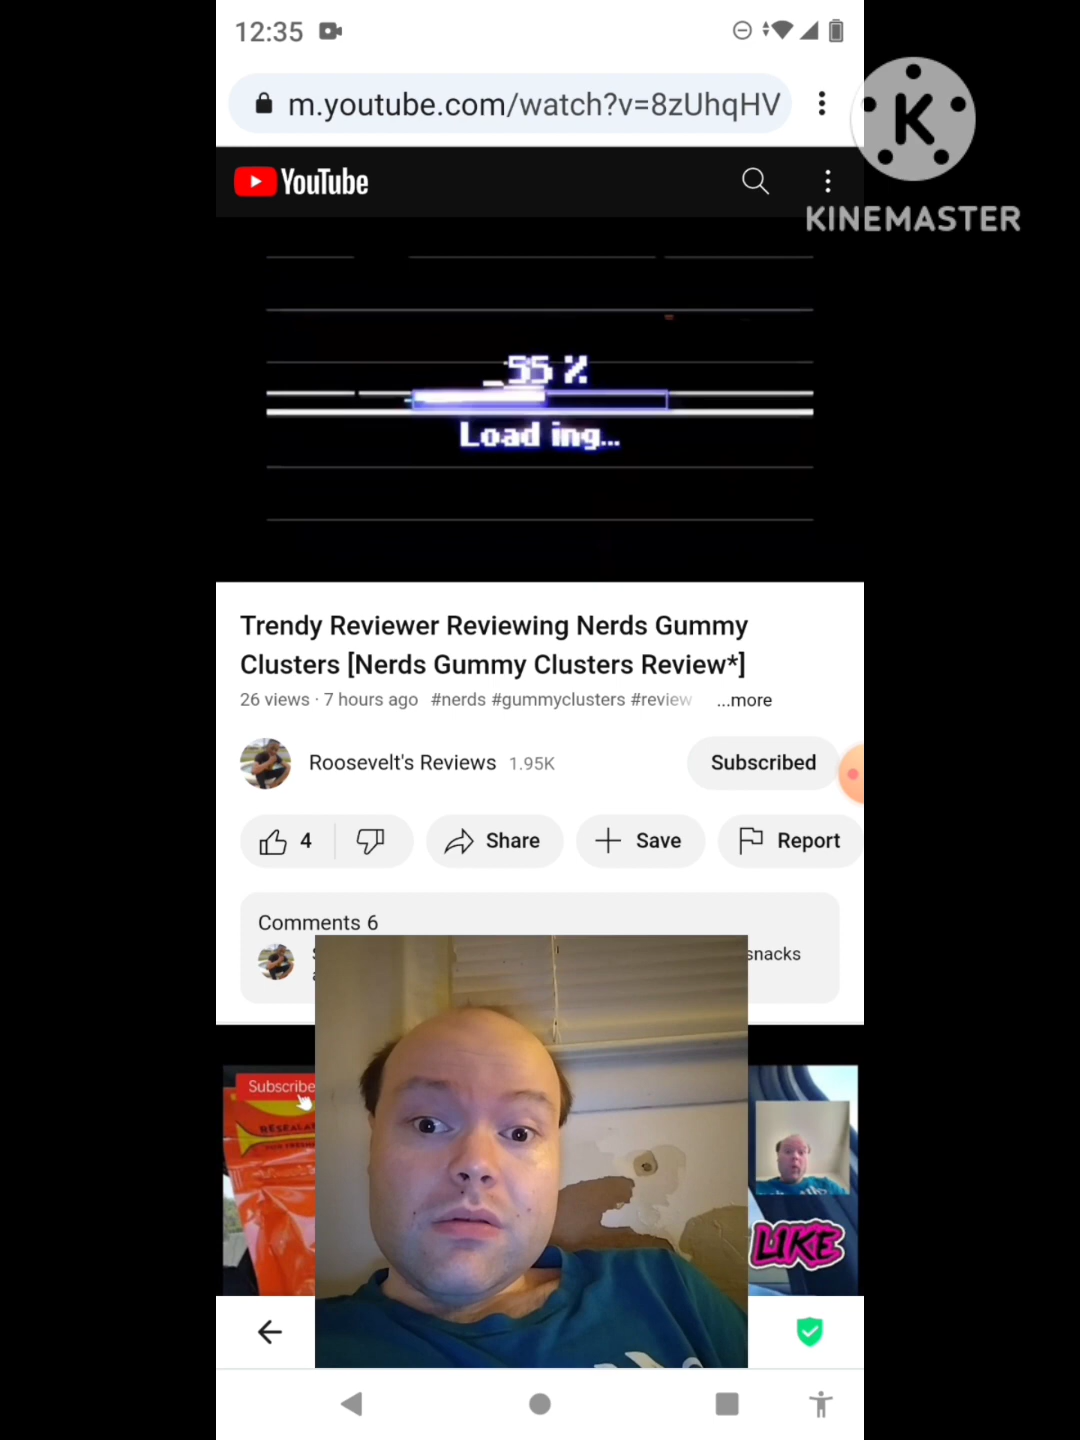 12:35
m.youtube.com/watch?v=8zUhqHV
K
KINEMASTER
YouTube
_55 %
Load ing...
Trendy Reviewer Reviewing Nerds Gummy
Clusters [Nerds Gummy Clusters Review*]
26 views · 7 hours ago #nerds #gummyclusters #review ...more
Roosevelt's Reviews 1.95K
Subscribed
4
Share
Save
Report
Comments 6
snacks
Subscribe
LIKE